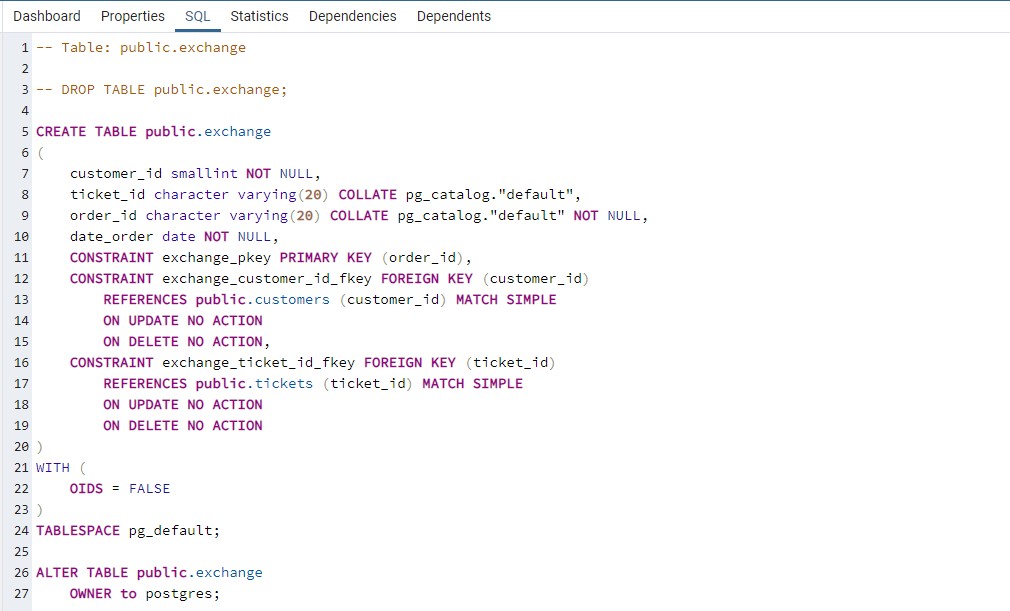 Dashboard Properties SQL Statistics Dependencies Dependents
1 -- Table: public.exchange
2
3 -- DROP TABLE public.exchange;
4
5 CREATE TABLE public.exchange
6 (
7     customer_id smallint NOT NULL,
8     ticket_id character varying(20) COLLATE pg_catalog."default",
9     order_id character varying(20) COLLATE pg_catalog."default" NOT NULL,
10     date_order date NOT NULL,
11     CONSTRAINT exchange_pkey PRIMARY KEY (order_id),
12     CONSTRAINT exchange_customer_id_fkey FOREIGN KEY (customer_id)
13         REFERENCES public.customers (customer_id) MATCH SIMPLE
14         ON UPDATE NO ACTION
15         ON DELETE NO ACTION,
16     CONSTRAINT exchange_ticket_id_fkey FOREIGN KEY (ticket_id)
17         REFERENCES public.tickets (ticket_id) MATCH SIMPLE
18         ON UPDATE NO ACTION
19         ON DELETE NO ACTION
20 )
21 WITH (
22     OIDS = FALSE
23 )
24 TABLESPACE pg_default;
25
26 ALTER TABLE public.exchange
27     OWNER to postgres;